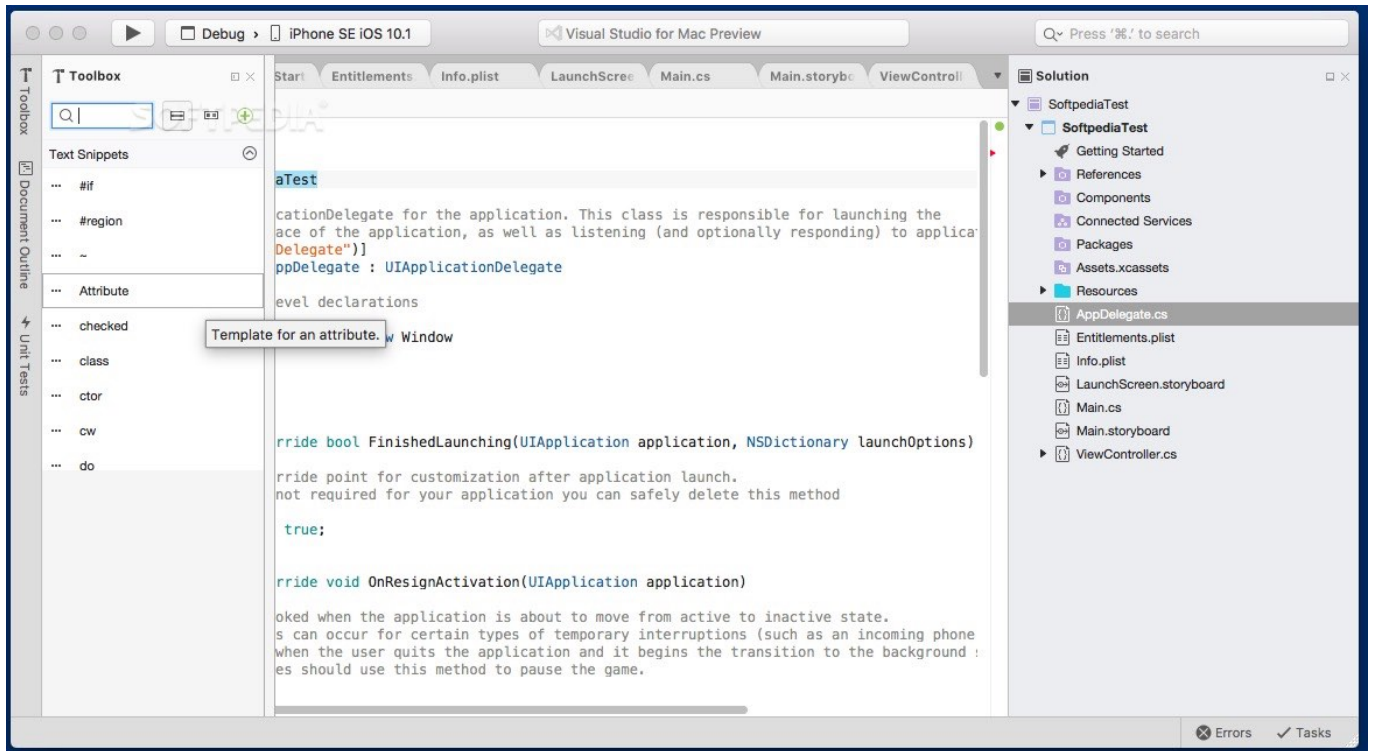 Debug › iPhone SE iOS 10.1
Visual Studio for Mac Preview
Press '⌘.' to search
Toolbox
Document Outline
Unit Tests
Toolbox
Text Snippets
#if
#region
~
Attribute
checked
class
ctor
cw
do
Template for an attribute.
SOFTPEDIA
Start
Entitlements
Info.plist
LaunchScree
Main.cs
Main.storybo
ViewControll
aTest
cationDelegate for the application. This class is responsible for launching the
ace of the application, as well as listening (and optionally responding) to applica
Delegate")]
ppDelegate : UIApplicationDelegate
evel declarations
w Window
rride bool FinishedLaunching(UIApplication application, NSDictionary launchOptions)
rride point for customization after application launch.
not required for your application you can safely delete this method
true;
rride void OnResignActivation(UIApplication application)
oked when the application is about to move from active to inactive state.
s can occur for certain types of temporary interruptions (such as an incoming phone
when the user quits the application and it begins the transition to the background
es should use this method to pause the game.
Solution
SoftpediaTest
SoftpediaTest
Getting Started
References
Components
Connected Services
Packages
Assets.xcassets
Resources
AppDelegate.cs
Entitlements.plist
Info.plist
LaunchScreen.storyboard
Main.cs
Main.storyboard
ViewController.cs
Errors
Tasks